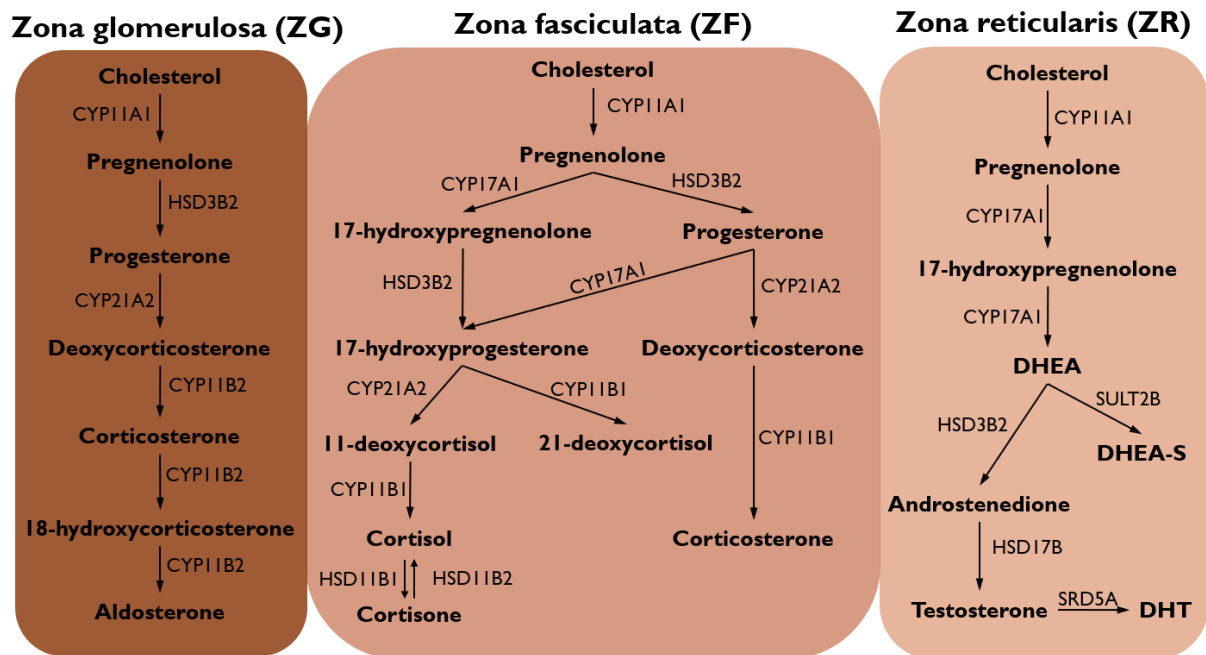 Zona glomerulosa (ZG)
Cholesterol
CYP11A1
Pregnenolone
HSD3B2
Progesterone
CYP21A2
Deoxycorticosterone
CYP11B2
Corticosterone
CYP11B2
18-hydroxycorticosterone
CYP11B2
Aldosterone
Zona fasciculata (ZF)
Cholesterol
CYP11A1
Pregnenolone
CYP17A1
HSD3B2
17-hydroxypregnenolone
Progesterone
HSD3B2
CYP17A1
CYP21A2
17-hydroxyprogesterone
Deoxycorticosterone
CYP21A2
CYP11B1
11-deoxycortisol
21-deoxycortisol
CYP11B1
CYP11B1
Cortisol
Corticosterone
HSD11B1
HSD11B2
Cortisone
Zona reticularis (ZR)
Cholesterol
CYP11A1
Pregnenolone
CYP17A1
17-hydroxypregnenolone
CYP17A1
DHEA
SULT2B
HSD3B2
DHEA-S
Androstenedione
HSD17B
Testosterone
SRD5A
DHT